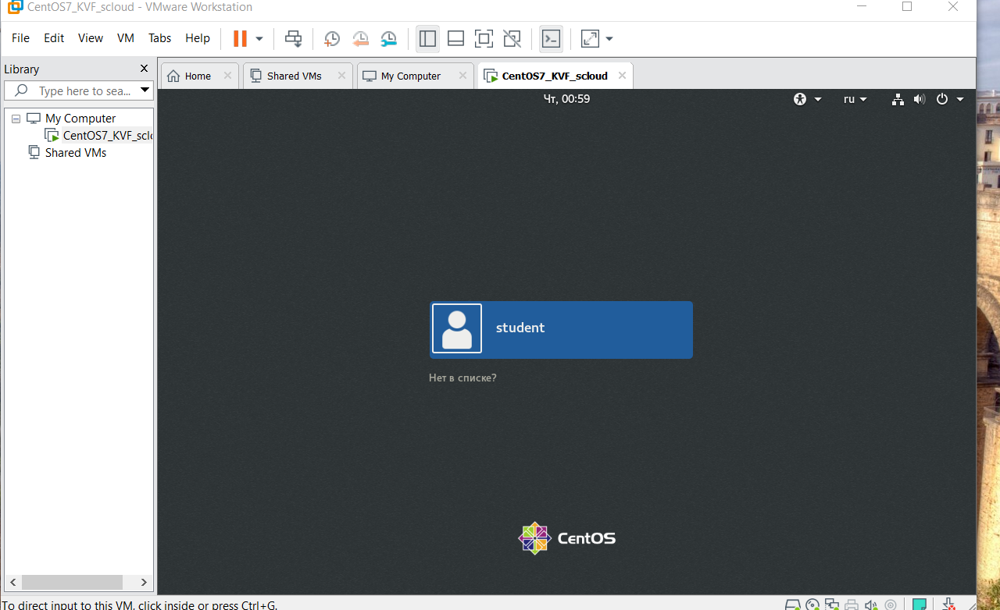 CentOS7_KVF_scloud - VMware Workstation
File Edit View VM Tabs Help
Library
Type here to sea...
Home
Shared VMs
My Computer
CentOS7_KVF_scloud
My Computer
CentOS7_KVF_scl
Shared VMs
Чт, 00:59
ru
student
Нет в списке?
CentOS
To direct input to this VM, click inside or press Ctrl+G.